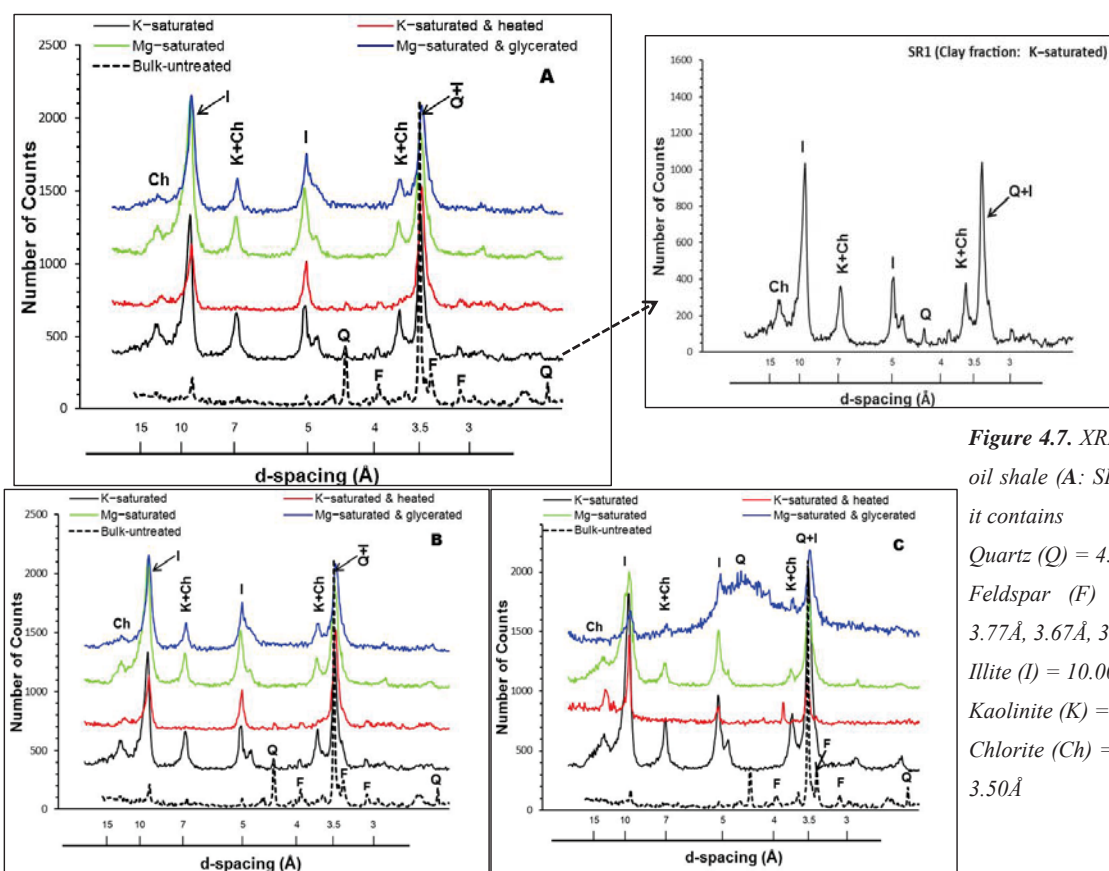 K−saturated
K−saturated & heated
Mg−saturated
Mg−saturated & glycerated
Bulk-untreated
A
Number of Counts
2500
2000
1500
1000
500
0
I
Q+I
Ch
K+Ch
I
K+Ch
Q
F
F
F
Q
15 10 7 5 4 3.5 3
d-spacing (Å)
SR1 (Clay fraction: K−saturated)
Number of Counts
1600
1400
1200
1000
800
600
400
200
0
I
Q+I
K+Ch
Ch
K+Ch
I
Q
15 10 7 5 4 3.5 3
d-spacing (Å)
Figure 4.7. XR
oil shale (A: S
it contains
Quartz (Q) = 4.
Feldspar (F)
3.77Å, 3.67Å, 3
Illite (I) = 10.0
Kaolinite (K) =
Chlorite (Ch) =
3.50Å
K−saturated
K−saturated & heated
Mg−saturated
Mg−saturated & glycerated
Bulk-untreated
B
Number of Counts
2500
2000
1500
1000
500
0
I
Q+I
Ch
K+Ch
I
K+Ch
Q
F
F
F
Q
15 10 7 5 4 3.5 3
d-spacing (Å)
K−saturated
K−saturated & heated
Mg−saturated
Mg−saturated & glycerated
Bulk-untreated
C
Number of Counts
2000
1500
1000
500
0
Q+I
I
Q
I
K+Ch
K+Ch
Ch
F
F
F
Q
15 10 7 5 4 3.5 3
d-spacing (Å)